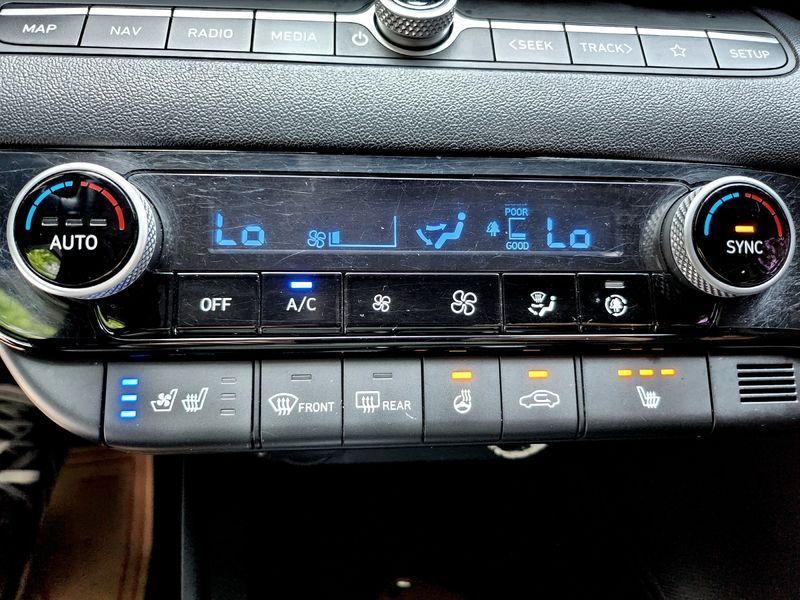 MAP NAV RADIO MEDIA <SEEK TRACK> SETUP
Lo POOR GOOD Lo
AUTO SYNC
OFF A/C
FRONT REAR